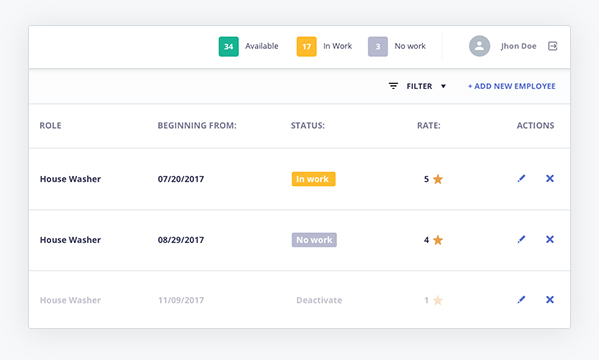 34 Available 17 In Work 3 No work Jhon Doe
FILTER + ADD NEW EMPLOYEE
ROLE BEGINNING FROM: STATUS: RATE: ACTIONS
House Washer 07/20/2017 In work 5
House Washer 08/29/2017 No work 4
House Washer 11/09/2017 Deactivate 1